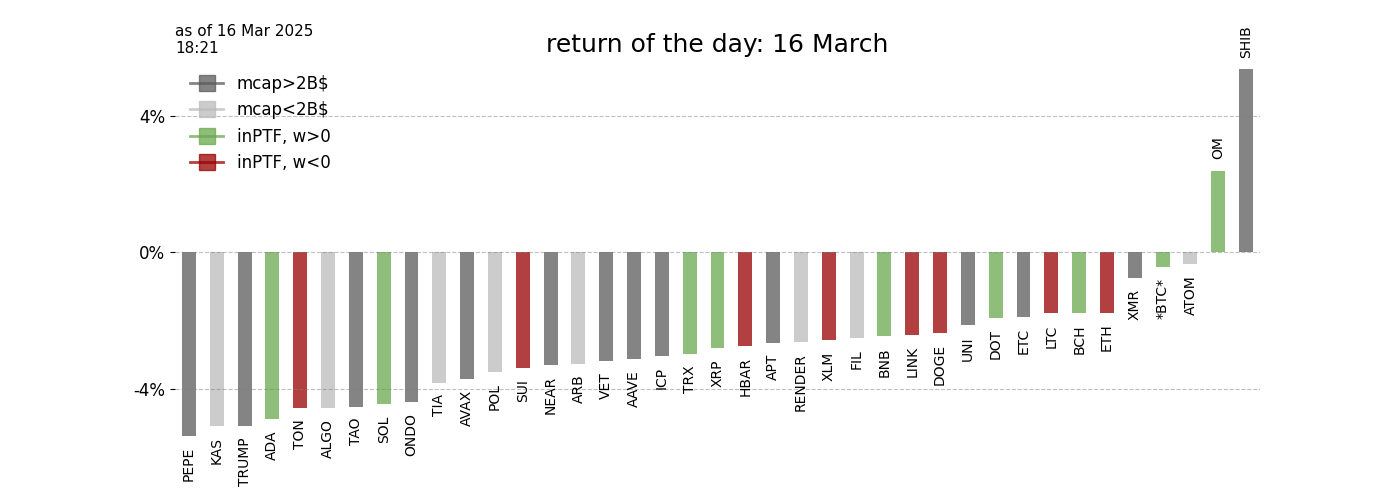 as of 16 Mar 2025
18:21
return of the day: 16 March
mcap>2B$
mcap<2B$
inPTF, w>0
inPTF, w<0
4%
0%
-4%
PEPE
KAS
TRUMP
ADA
TON
ALGO
TAO
SOL
ONDO
TIA
AVAX
POL
SUI
NEAR
ARB
VET
AAVE
ICP
TRX
XRP
HBAR
APT
RENDER
XLM
FIL
BNB
LINK
DOGE
UNI
DOT
ETC
LTC
BCH
ETH
XMR
*BTC*
ATOM
OM
SHIB